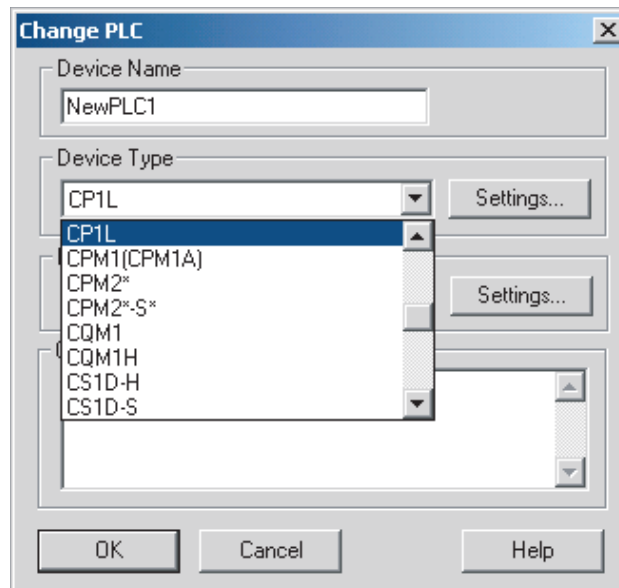 Change PLC
Device Name
NewPLC1
Device Type
CP1L
Settings...
CP1L
CPM1(CPM1A)
CPM2*
CPM2*-S*
Settings...
CQM1
CQM1H
CS1D-H
CS1D-S
OK
Cancel
Help